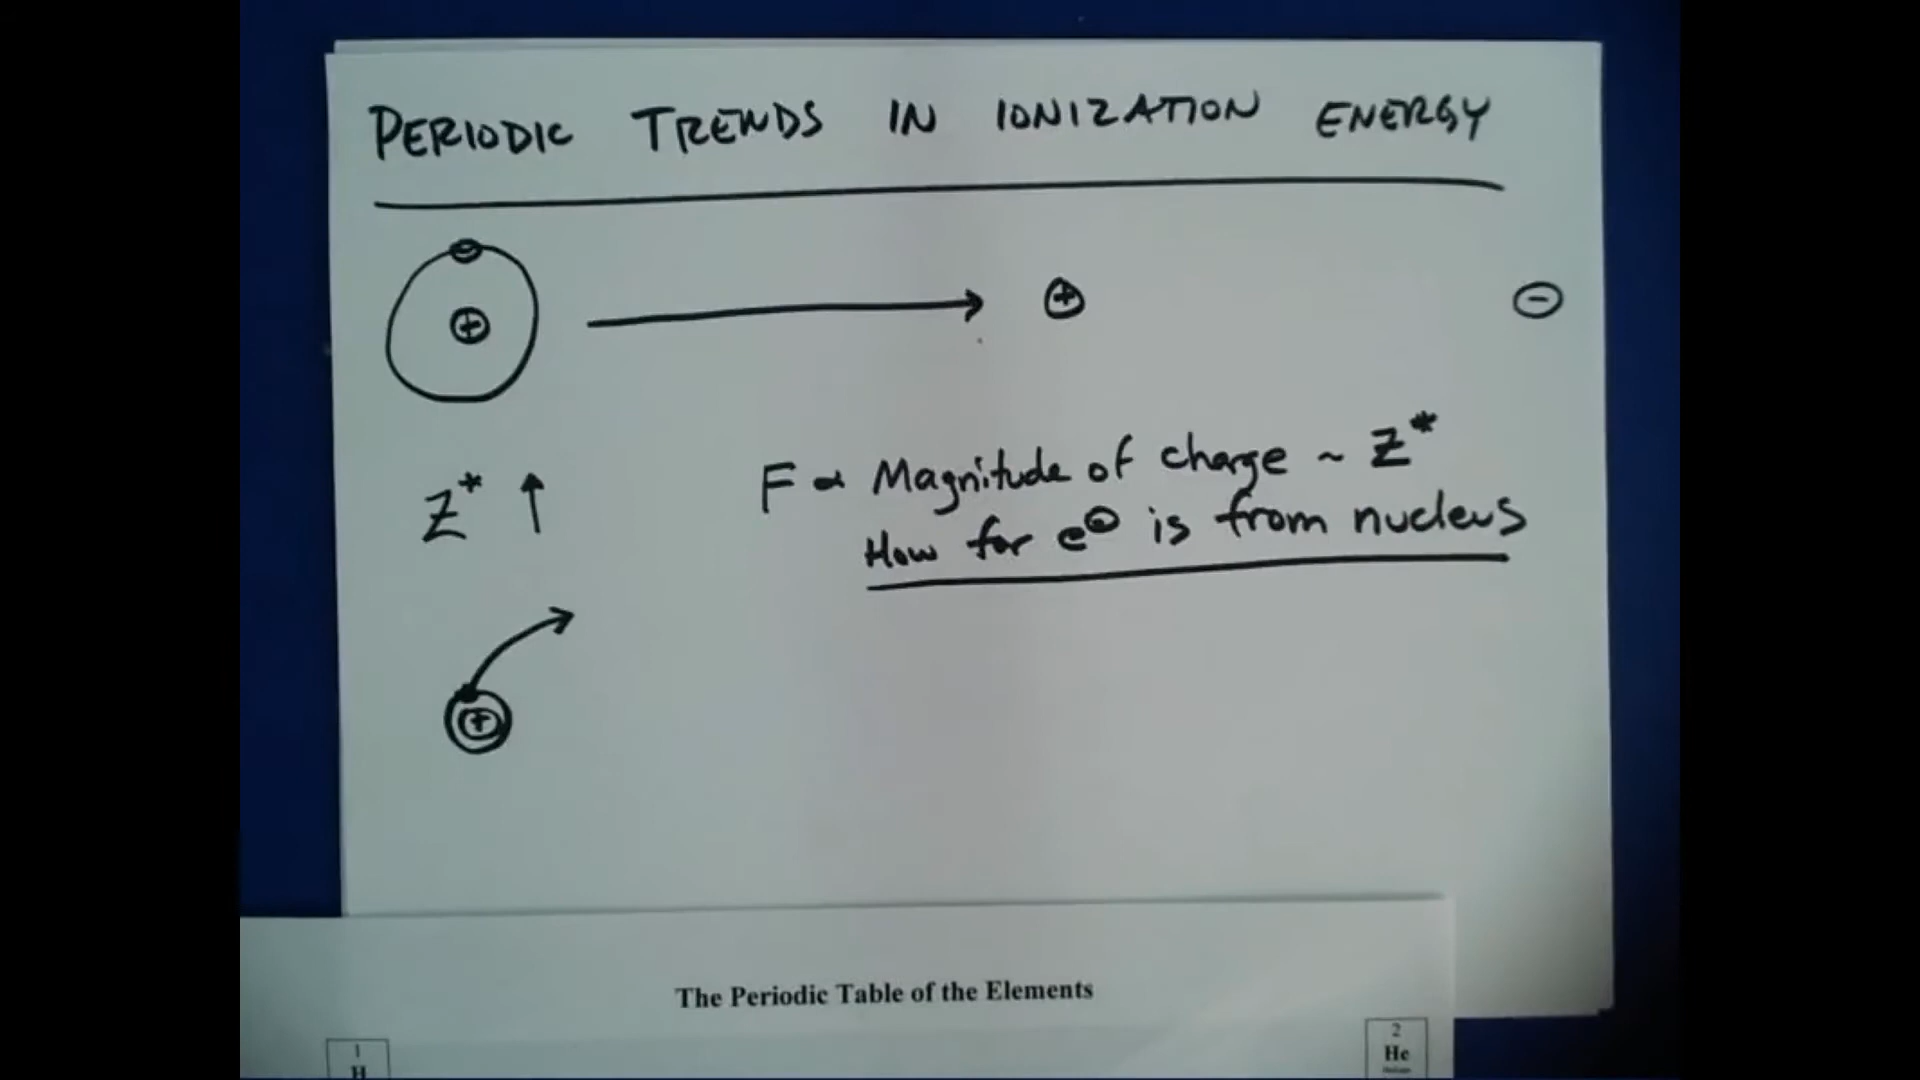 PERIODIC TRENDS IN IONIZATION ENERGY
⊖
⊕
⊕
⊖
Z* ↑
F ∝ Magnitude of charge ~ Z*
How far e⊖ is from nucleus
+
The Periodic Table of the Elements
1
H
2
He